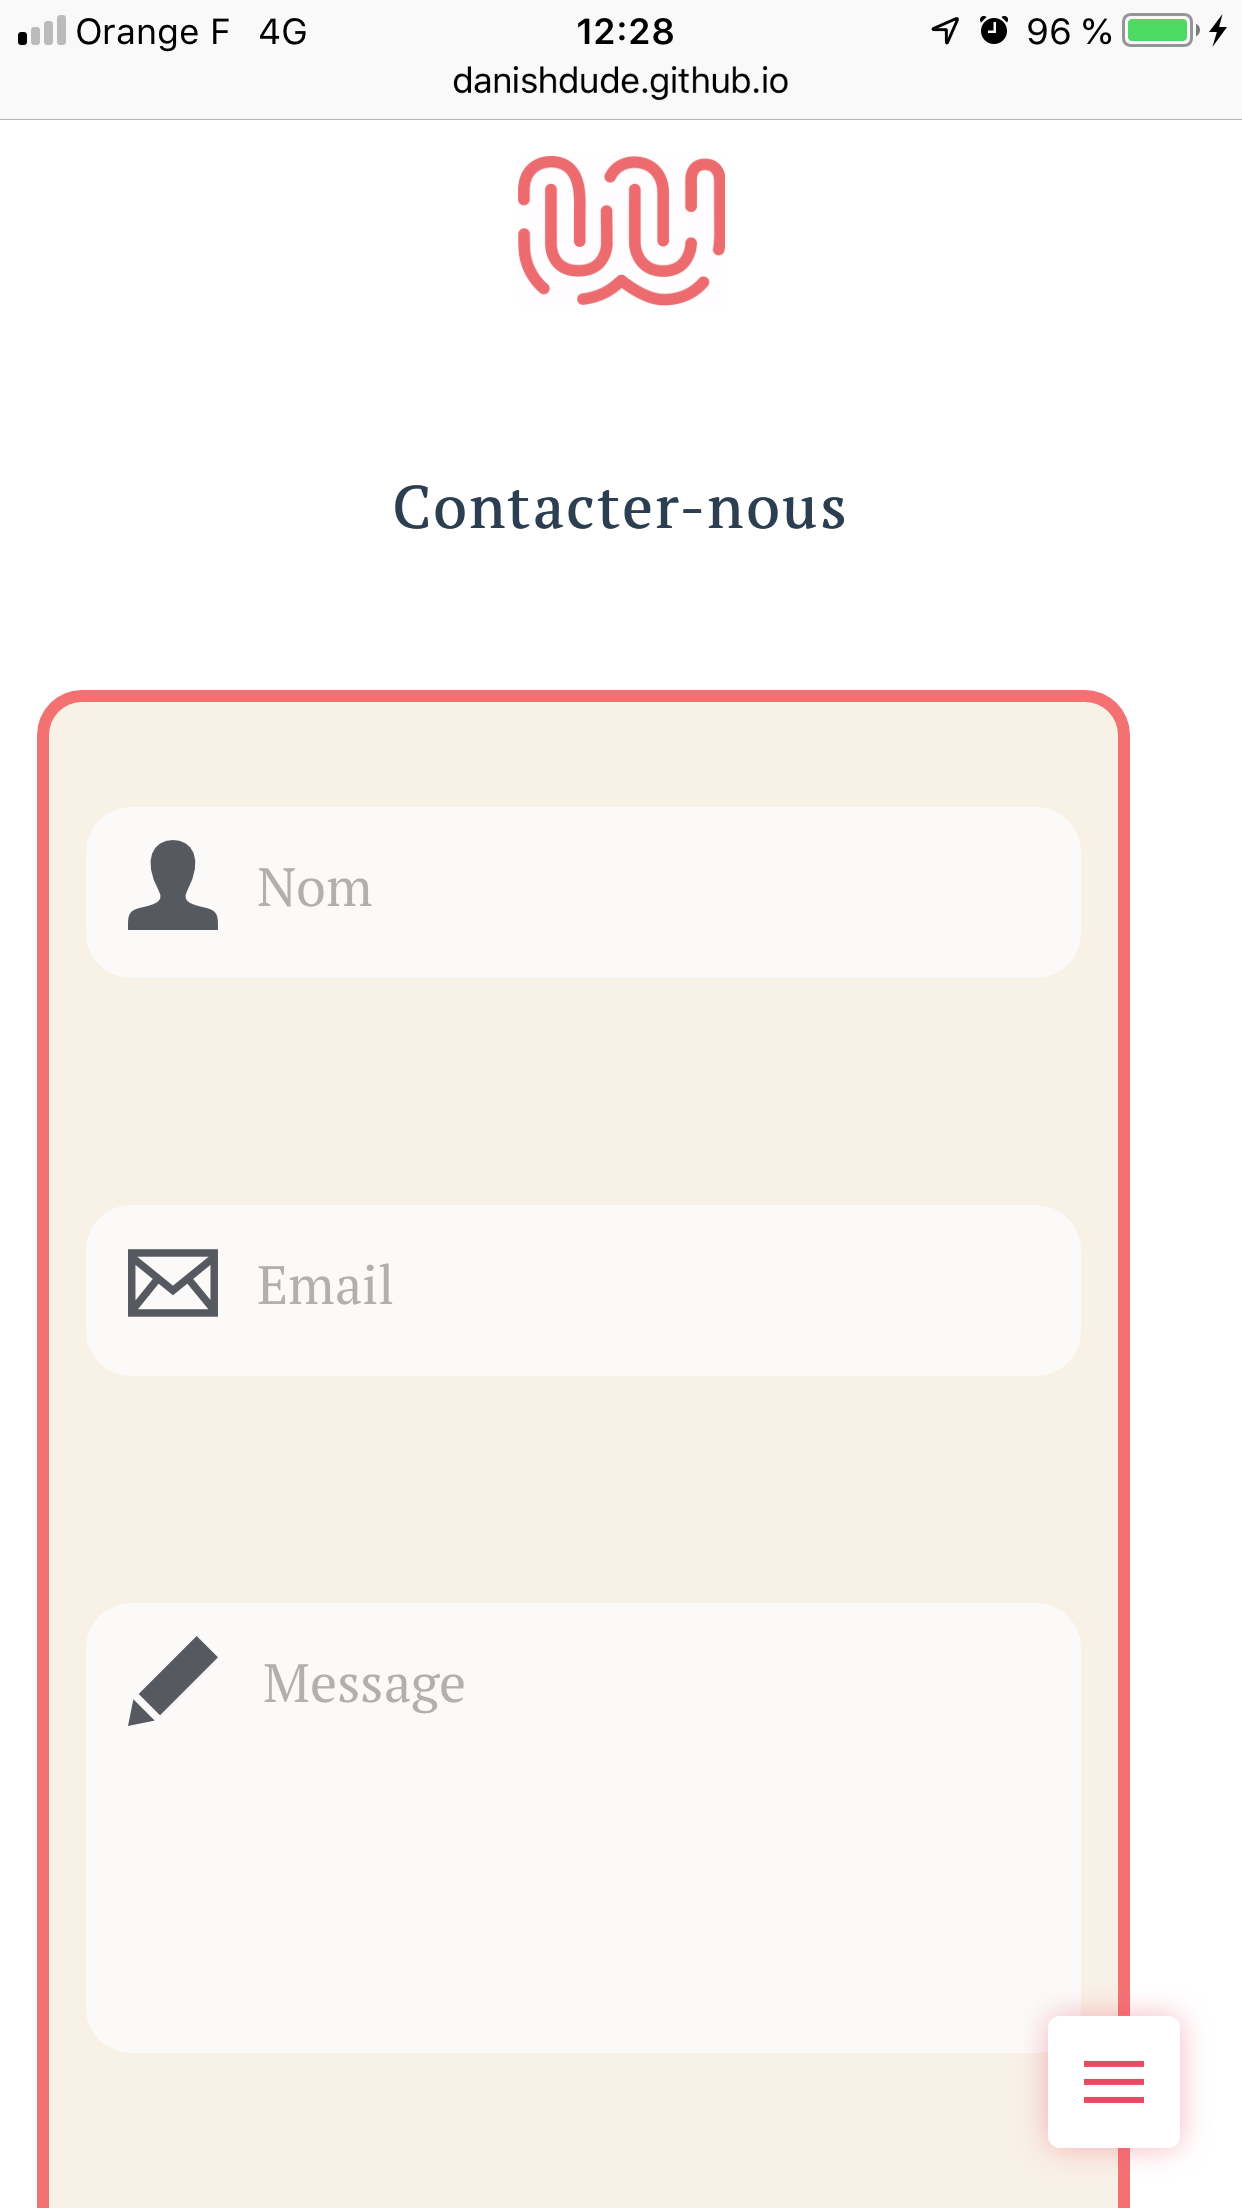 Orange F 4G 12:28 96 %
danishdude.github.io
Contacter-nous
Nom
Email
Message